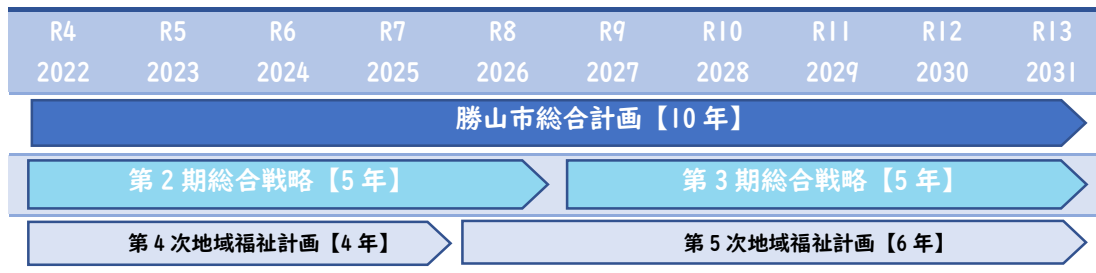 R4 R5 R6 R7 R8 R9 R10 R11 R12 R13
2022 2023 2024 2025 2026 2027 2028 2029 2030 2031
勝山市総合計画【10年】
第2期総合戦略【5年】 第3期総合戦略【5年】
第4次地域福祉計画【4年】 第5次地域福祉計画【6年】